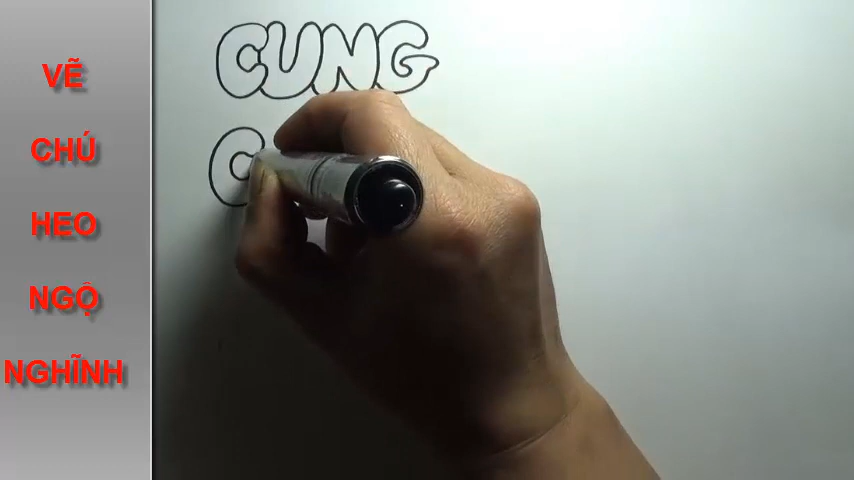 VẼ
CHÚ
HEO
NGỘ
NGHĨNH
CUNG
C